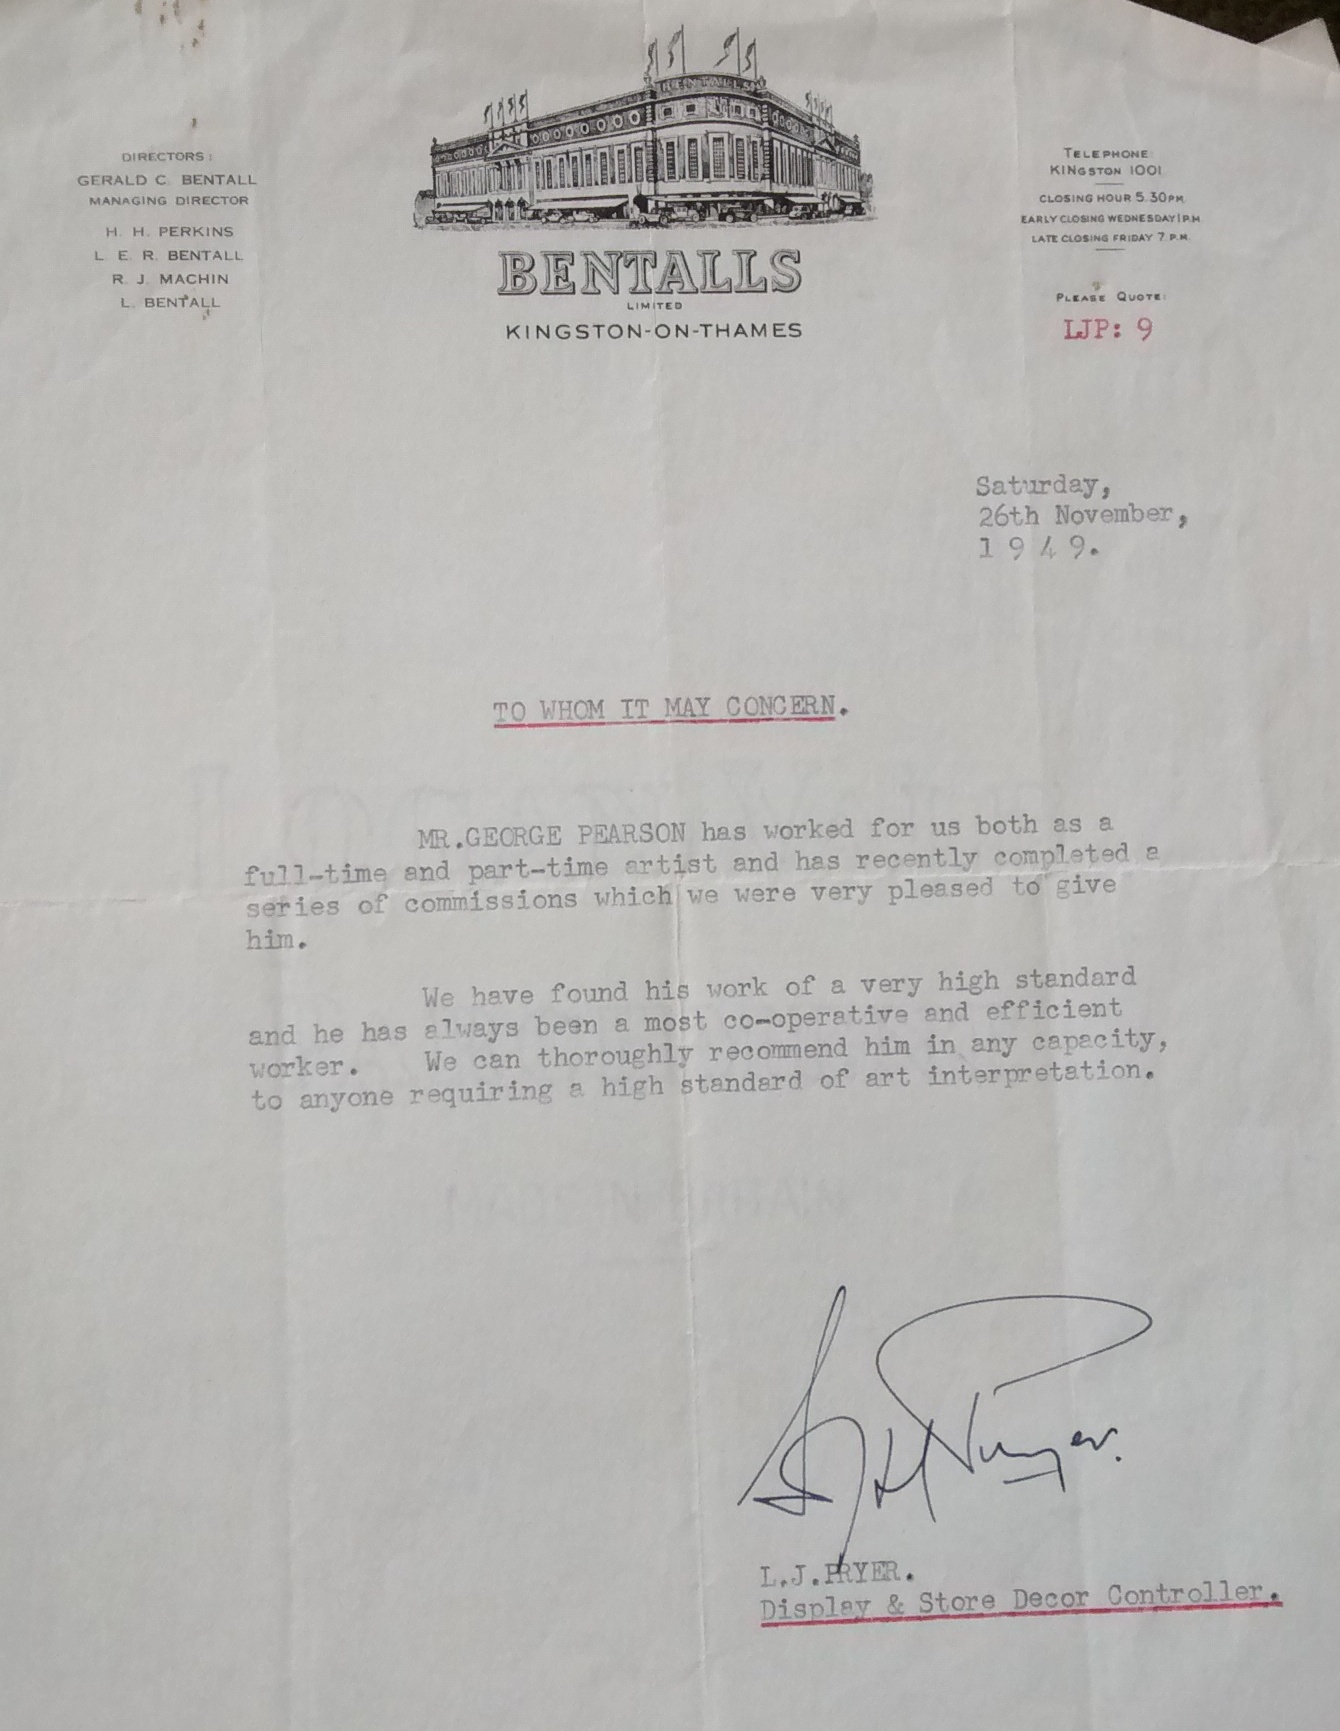 BENTALLS
DIRECTORS:
GERALD C. BENTALL
MANAGING DIRECTOR
H. H. PERKINS
L. E. R. BENTALL
R. J. MACHIN
L. BENTALL
BENTALLS
LIMITED
KINGSTON-ON-THAMES
TELEPHONE
KINGSTON 1001
CLOSING HOUR 5.30PM
EARLY CLOSING WEDNESDAY 1 P.M
LATE CLOSING FRIDAY 7 P.M.
PLEASE QUOTE:
LJP: 9
Saturday,
26th November,
1 9 4 9.
TO WHOM IT MAY CONCERN.
MR.GEORGE PEARSON has worked for us both as a
full-time and part-time artist and has recently completed a
series of commissions which we were very pleased to give
him.
We have found his work of a very high standard
and he has always been a most co-operative and efficient
worker. We can thoroughly recommend him in any capacity,
to anyone requiring a high standard of art interpretation.
L J Pryer.
L.J.PRYER.
Display & Store Decor Controller.